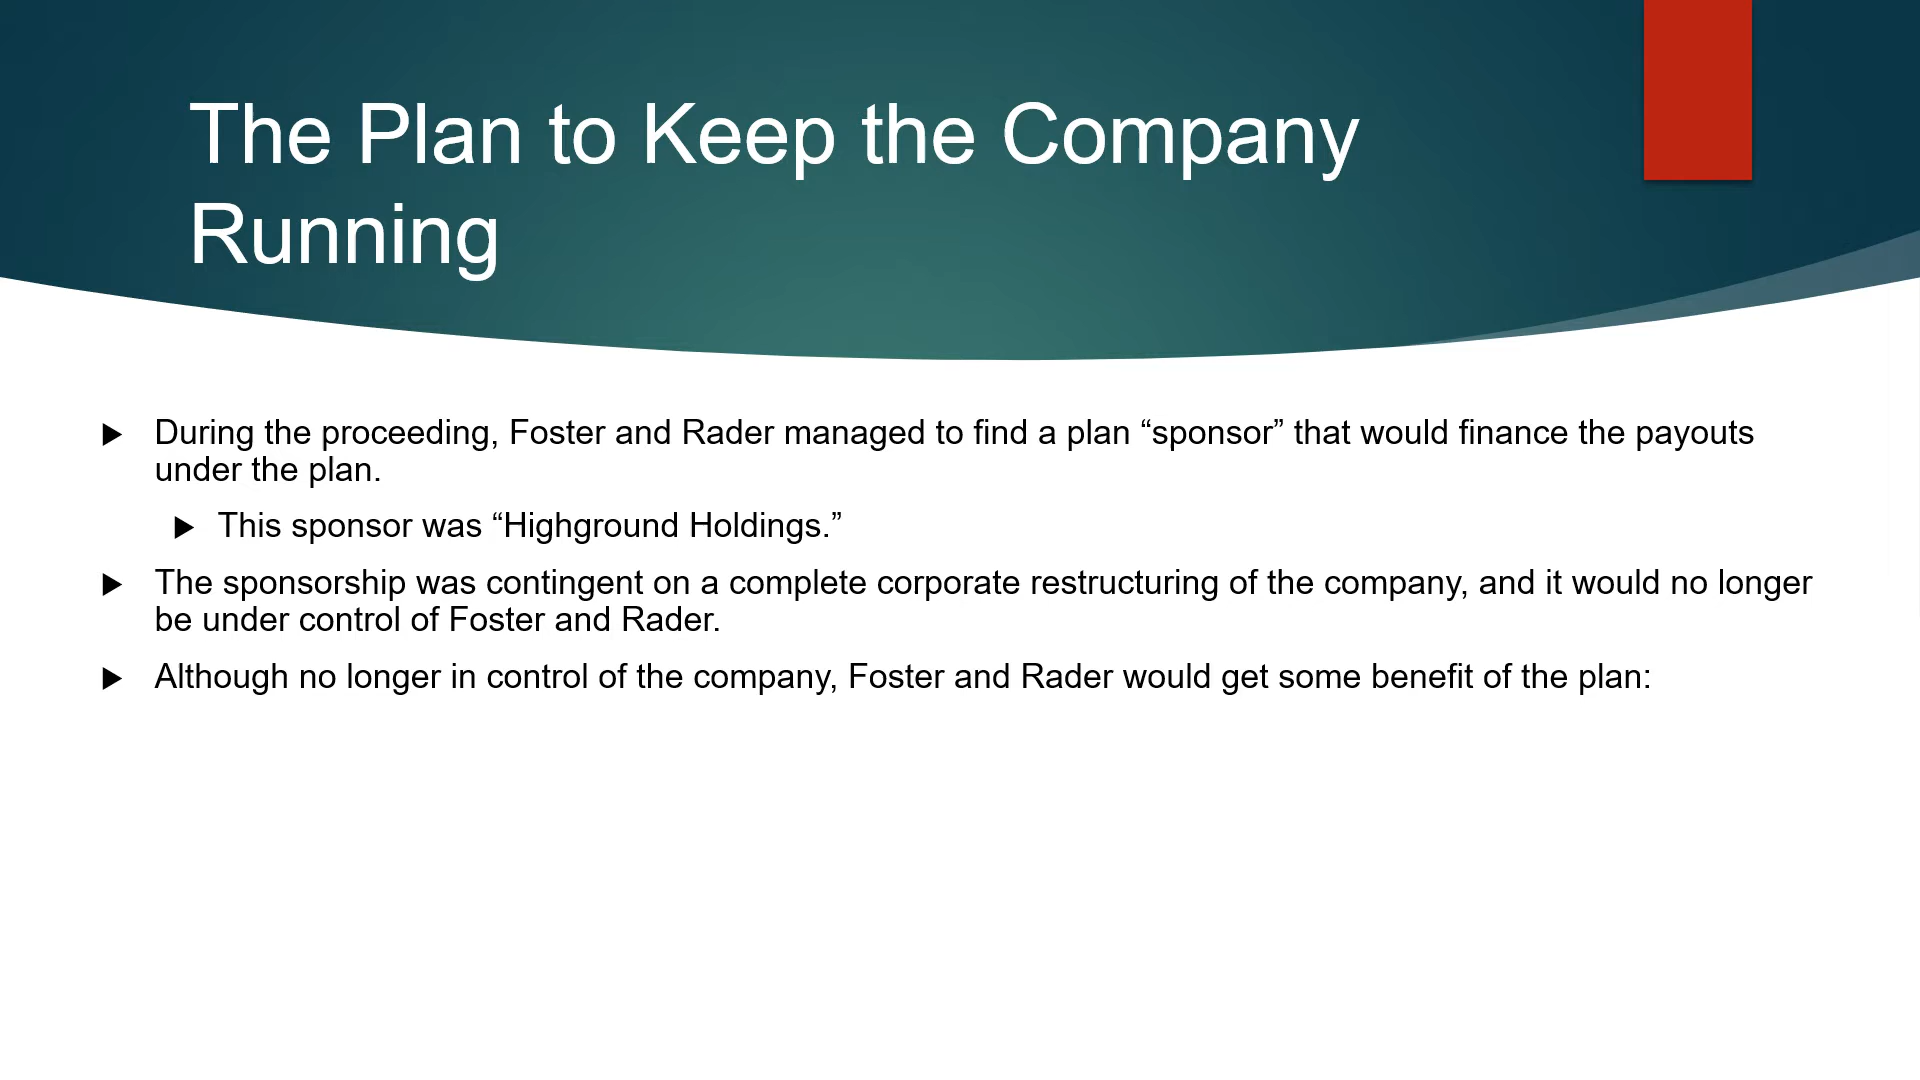 The Plan to Keep the Company
Running
During the proceeding, Foster and Rader managed to find a plan “sponsor” that would finance the payouts
under the plan.
This sponsor was “Highground Holdings.”
The sponsorship was contingent on a complete corporate restructuring of the company, and it would no longer
be under control of Foster and Rader.
Although no longer in control of the company, Foster and Rader would get some benefit of the plan: